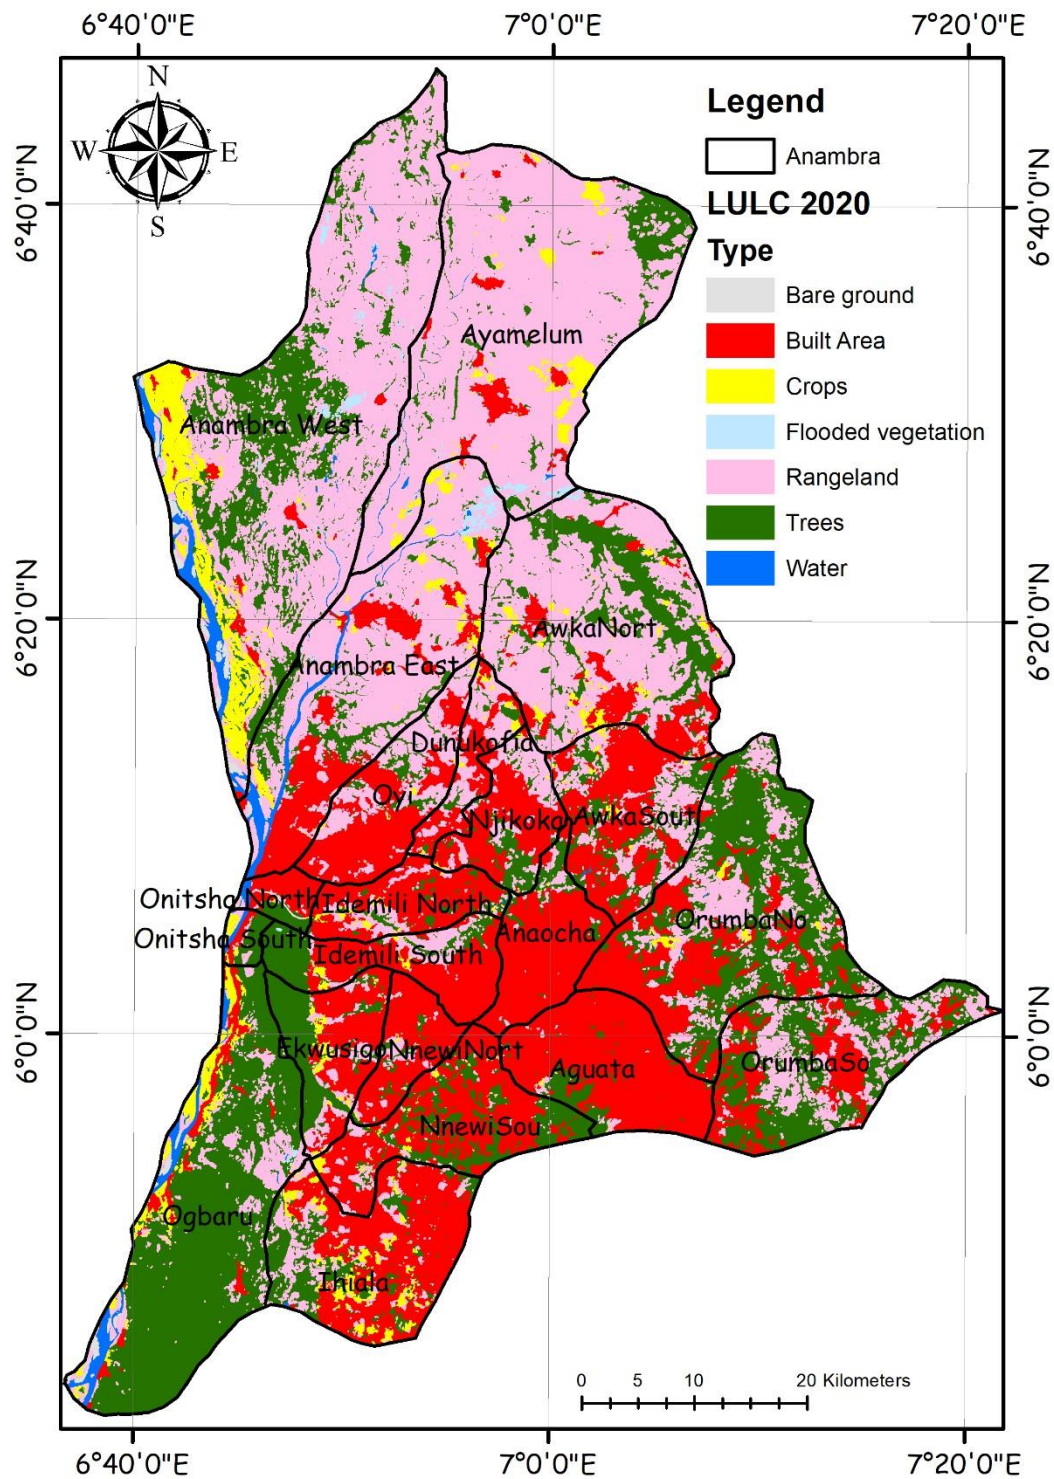 6°40'0"E 7°0'0"E 7°20'0"E
N
W E
S
Legend
Anambra
LULC 2020
Type
Bare ground
Built Area
Crops
Flooded vegetation
Rangeland
Trees
Water
6°40'0"N
6°40'0"N
Ayamelum
Anambra West
6°20'0"N
6°20'0"N
AwkaNort
Anambra East
Dunukofia
Oyi
Njikoka
AwkaSout
Onitsha North
Idemili North
OrumbaNo
Onitsha South
Anaocha
Idemili South
6°0'0"N
6°0'0"N
Ekwusigo
NnewiNort
Aguata
OrumbaSo
NnewiSou
Ogbaru
Ihiala
0 5 10 20 Kilometers
6°40'0"E 7°0'0"E 7°20'0"E